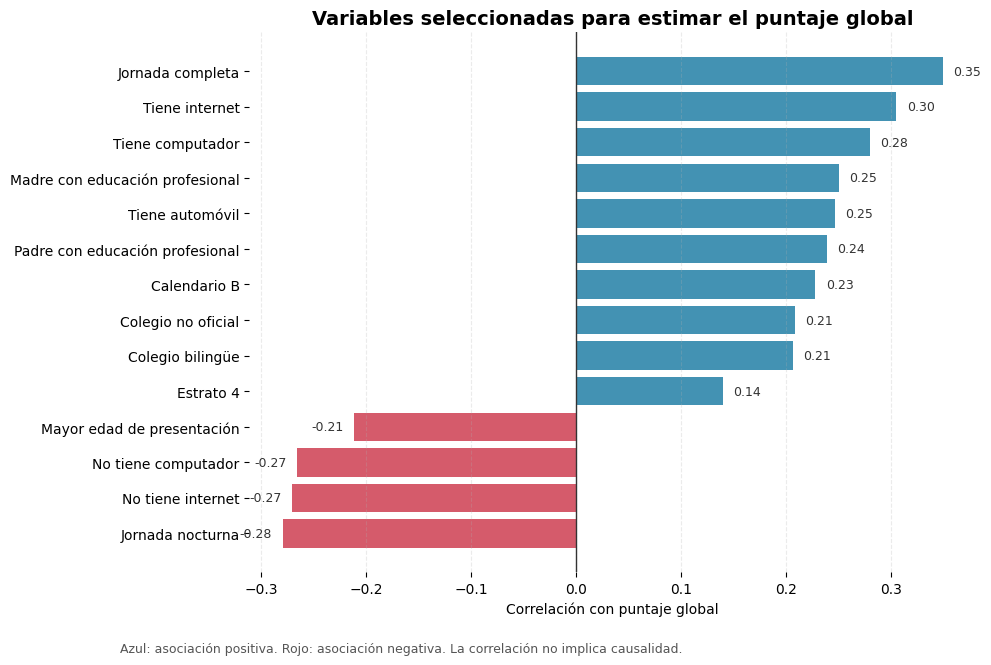 Variables seleccionadas para estimar el puntaje global
Jornada completa 0.35
Tiene internet 0.30
Tiene computador 0.28
Madre con educación profesional 0.25
Tiene automóvil 0.25
Padre con educación profesional 0.24
Calendario B 0.23
Colegio no oficial 0.21
Colegio bilingüe 0.21
Estrato 4 0.14
Mayor edad de presentación -0.21
No tiene computador -0.27
No tiene internet -0.27
Jornada nocturna -0.28
−0.3 −0.2 −0.1 0.0 0.1 0.2 0.3
Correlación con puntaje global
Azul: asociación positiva. Rojo: asociación negativa. La correlación no implica causalidad.